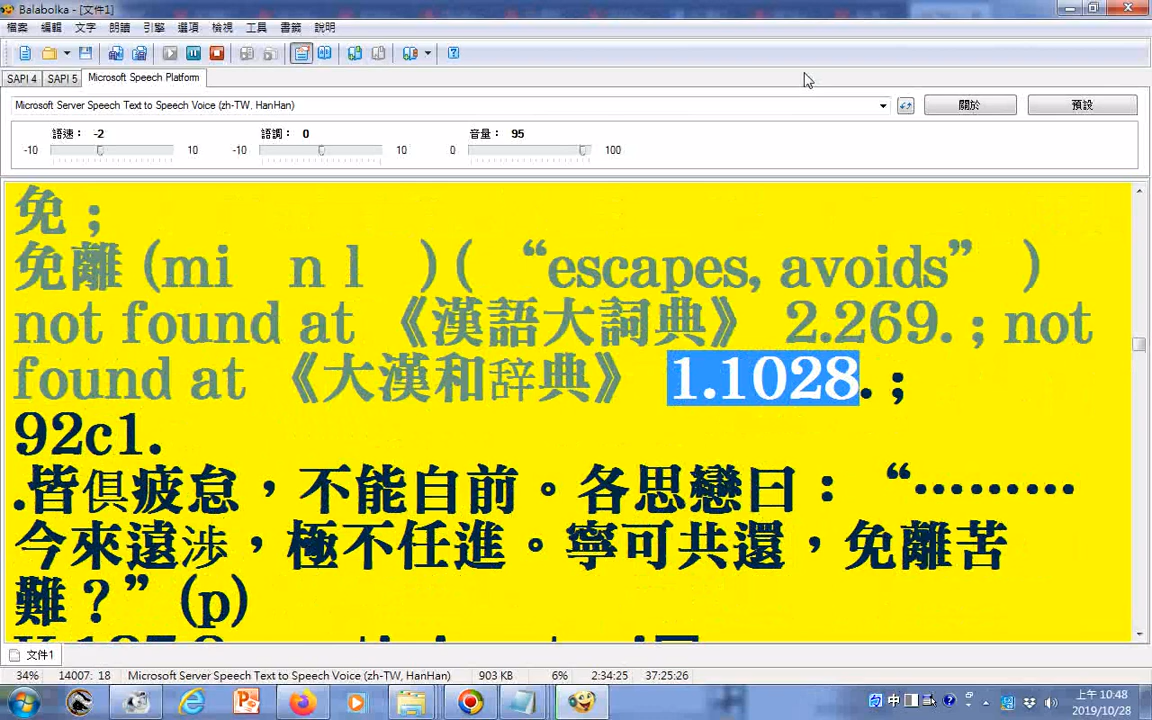 Balabolka - [文件1]
檔案 編輯 文字 朗讀 引擎 選項 檢視 工具 書籤 說明
SAPI 4 SAPI 5 Microsoft Speech Platform
Microsoft Server Speech Text to Speech Voice (zh-TW, HanHan) 關於 預設
語速： -2 語調： 0 音量： 95
-10 10 -10 10 0 100
免；
免離 (mi n l )( “escapes, avoids” )
not found at 《漢語大詞典》 2.269. ; not
found at 《大漢和辞典》 1.1028. ;
92c1.
.皆俱疲怠，不能自前。各思戀曰： “·········
今來遠涉，極不任進。寧可共還，免離苦
難？” (p)
文件1
34% 14007: 18 Microsoft Server Speech Text to Speech Voice (zh-TW, HanHan) 903 KB 6% 2:34:25 37:25:26
中
上午 10:48
2019/10/28